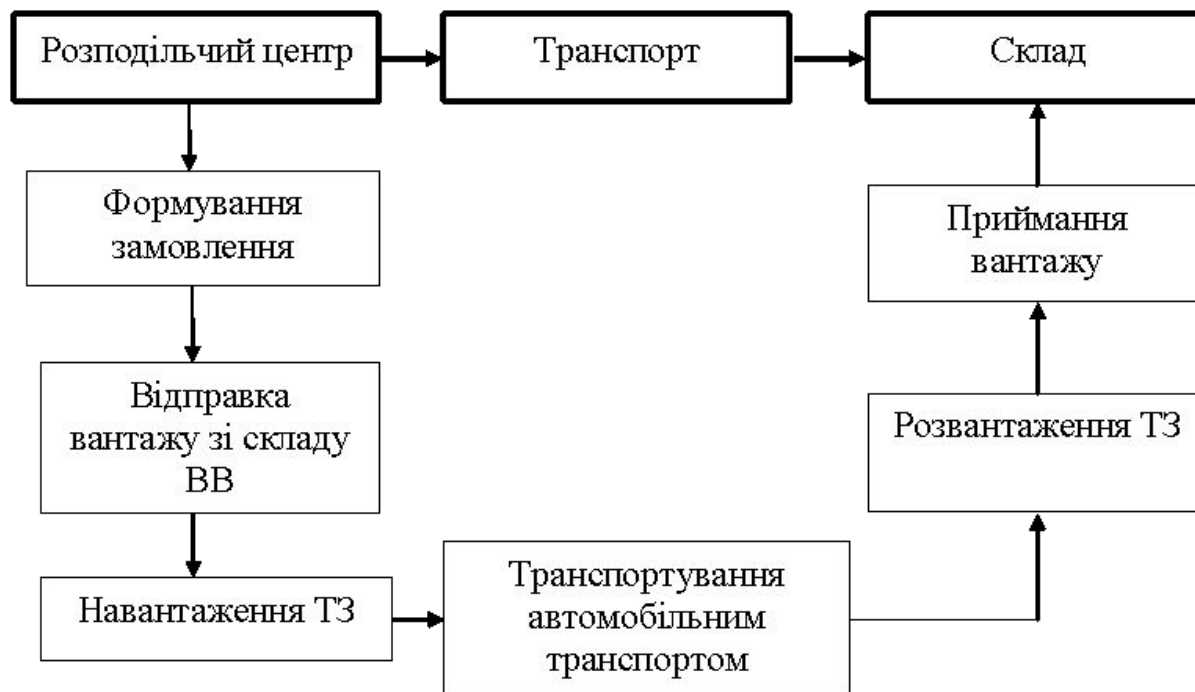 Розподільчий центр
Транспорт
Склад
Формування
замовлення
Приймання
вантажу
Відправка
вантажу зі складу
ВВ
Розвантаження ТЗ
Навантаження ТЗ
Транспортування
автомобільним
транспортом